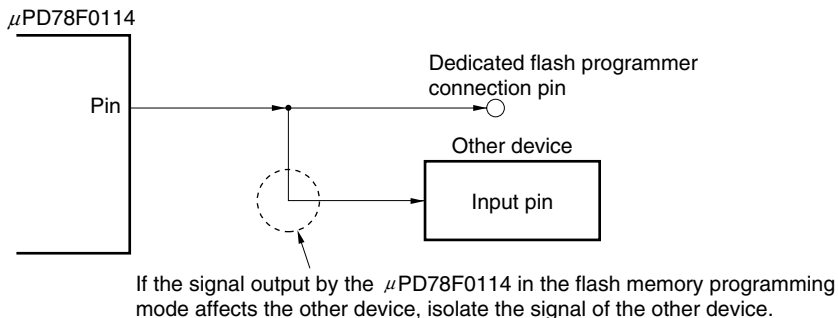 μPD78F0114
Pin
Dedicated flash programmer
connection pin
Other device
Input pin
If the signal output by the μPD78F0114 in the flash memory programming
mode affects the other device, isolate the signal of the other device.